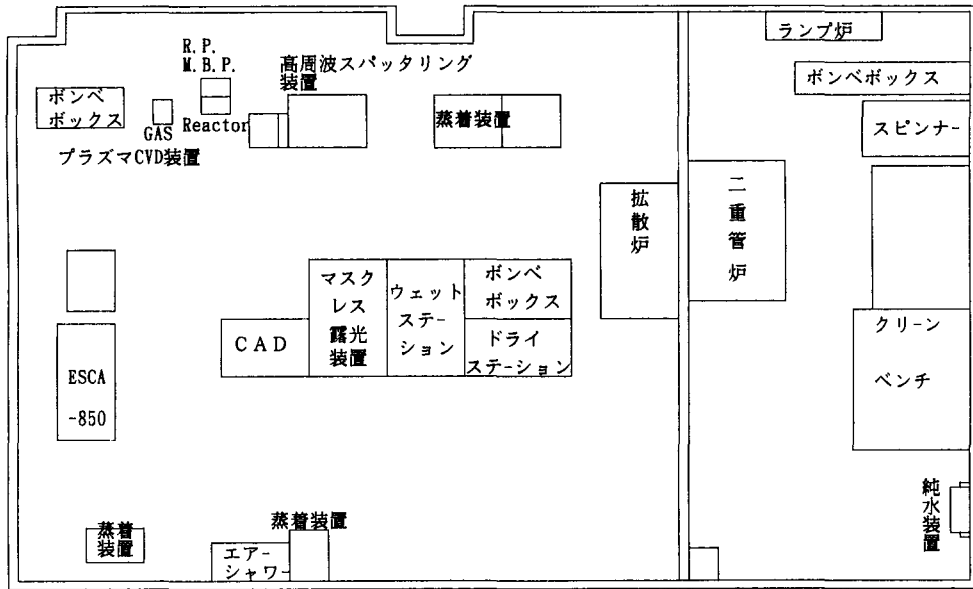 R.P.
M.B.P.
高周波スパッタリング
装置
ボンベ
ボックス
GAS
Reactor
プラズマCVD装置
蒸着装置
ランプ炉
ボンベボックス
スピンナー
拡散炉
二重管炉
マスク
レス
露光
装置
ウェット
ステー
ション
ボンベ
ボックス
ドライ
ステーション
CAD
ESCA
-850
クリーン
ベンチ
純水装置
蒸着
装置
蒸着装置
エアー
シャワー